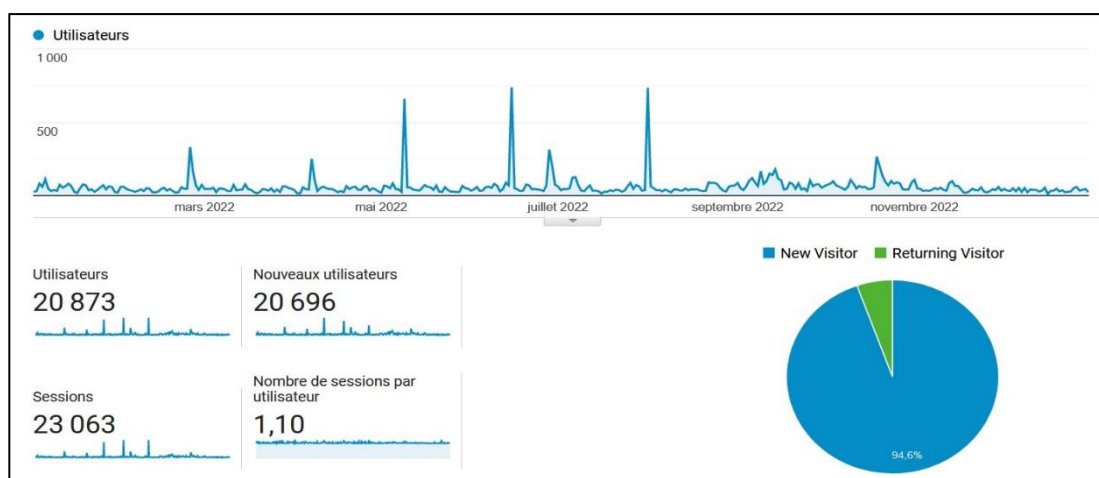 Utilisateurs
1 000
500
mars 2022
mai 2022
juillet 2022
septembre 2022
novembre 2022
New Visitor
Returning Visitor
Utilisateurs
20 873
Nouveaux utilisateurs
20 696
Sessions
23 063
Nombre de sessions par
utilisateur
1,10
94,6%